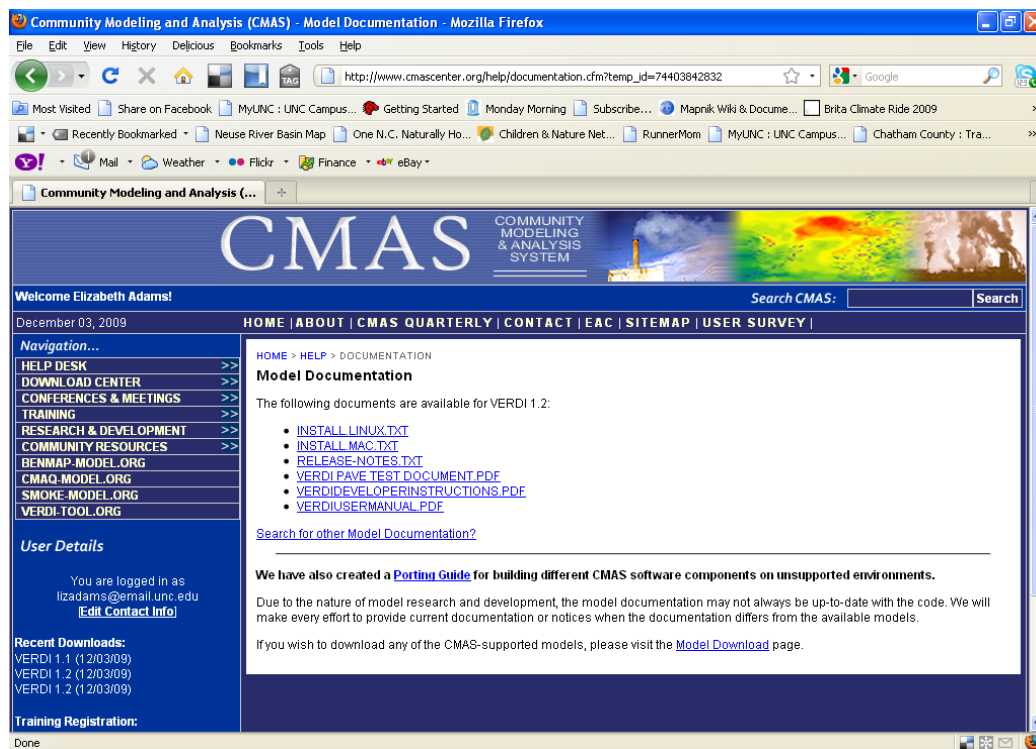 Community Modeling and Analysis (CMAS) - Model Documentation - Mozilla Firefox
File Edit View History Delicious Bookmarks Tools Help
TAG http://www.cmascenter.org/help/documentation.cfm?temp_id=74403842832 Google
Most Visited Share on Facebook MyUNC : UNC Campus... Getting Started Monday Morning Subscribe... Mapnik Wiki & Docume... Brita Climate Ride 2009
Recently Bookmarked Neuse River Basin Map One N.C. Naturally Ho... Children & Nature Net... RunnerMom MyUNC : UNC Campus... Chatham County : Tra... »
Y! Mail Weather Flickr Finance eBay
Community Modeling and Analysis (...
CMAS
COMMUNITY
MODELING
& ANALYSIS
SYSTEM
Welcome Elizabeth Adams! Search CMAS: Search
December 03, 2009 HOME | ABOUT | CMAS QUARTERLY | CONTACT | EAC | SITEMAP | USER SURVEY |
Navigation...
HELP DESK >>
DOWNLOAD CENTER >>
CONFERENCES & MEETINGS >>
TRAINING >>
RESEARCH & DEVELOPMENT >>
COMMUNITY RESOURCES >>
BENMAP-MODEL.ORG
CMAQ-MODEL.ORG
SMOKE-MODEL.ORG
VERDI-TOOL.ORG
User Details
You are logged in as
lizadams@email.unc.edu
[Edit Contact Info]
Recent Downloads:
VERDI 1.1 (12/03/09)
VERDI 1.2 (12/03/09)
VERDI 1.2 (12/03/09)
Training Registration:
HOME > HELP > DOCUMENTATION
Model Documentation
The following documents are available for VERDI 1.2:
• INSTALL.LINUX.TXT
• INSTALL.MAC.TXT
• RELEASE-NOTES.TXT
• VERDI PAVE TEST DOCUMENT.PDF
• VERDIDEVELOPERINSTRUCTIONS.PDF
• VERDIUSERMANUAL.PDF
Search for other Model Documentation?
We have also created a Porting Guide for building different CMAS software components on unsupported environments.
Due to the nature of model research and development, the model documentation may not always be up-to-date with the code. We will
make every effort to provide current documentation or notices when the documentation differs from the available models.
If you wish to download any of the CMAS-supported models, please visit the Model Download page.
Done